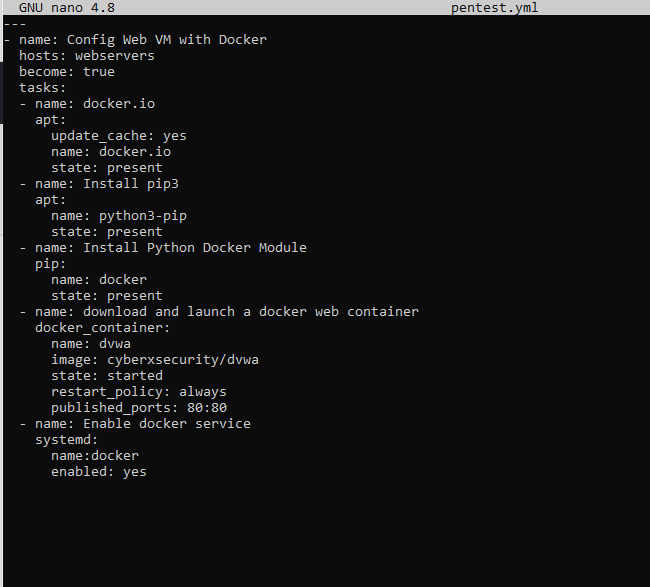 GNU nano 4.8 pentest.yml
---
- name: Config Web VM with Docker
  hosts: webservers
  become: true
  tasks:
  - name: docker.io
    apt:
      update_cache: yes
      name: docker.io
      state: present
  - name: Install pip3
    apt:
      name: python3-pip
      state: present
  - name: Install Python Docker Module
    pip:
      name: docker
      state: present
  - name: download and launch a docker web container
    docker_container:
      name: dvwa
      image: cyberxsecurity/dvwa
      state: started
      restart_policy: always
      published_ports: 80:80
  - name: Enable docker service
    systemd:
      name:docker
      enabled: yes